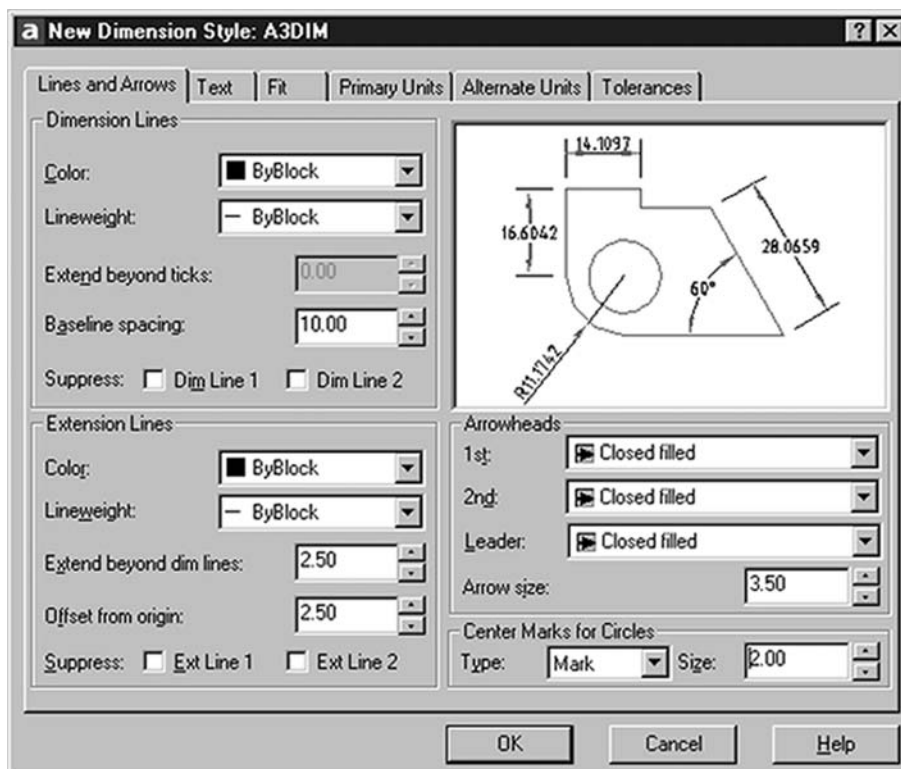 a New Dimension Style: A3DIM
Lines and Arrows Text Fit Primary Units Alternate Units Tolerances
Dimension Lines
Color: ByBlock
Lineweight: ByBlock
Extend beyond ticks: 0.00
Baseline spacing: 10.00
Suppress: Dim Line 1 Dim Line 2
14.1097
16.6042
28.0659
60°
R11.1742
Extension Lines
Color: ByBlock
Lineweight: ByBlock
Extend beyond dim lines: 2.50
Offset from origin: 2.50
Suppress: Ext Line 1 Ext Line 2
Arrowheads
1st: Closed filled
2nd: Closed filled
Leader: Closed filled
Arrow size: 3.50
Center Marks for Circles
Type: Mark Size: 2.00
OK Cancel Help